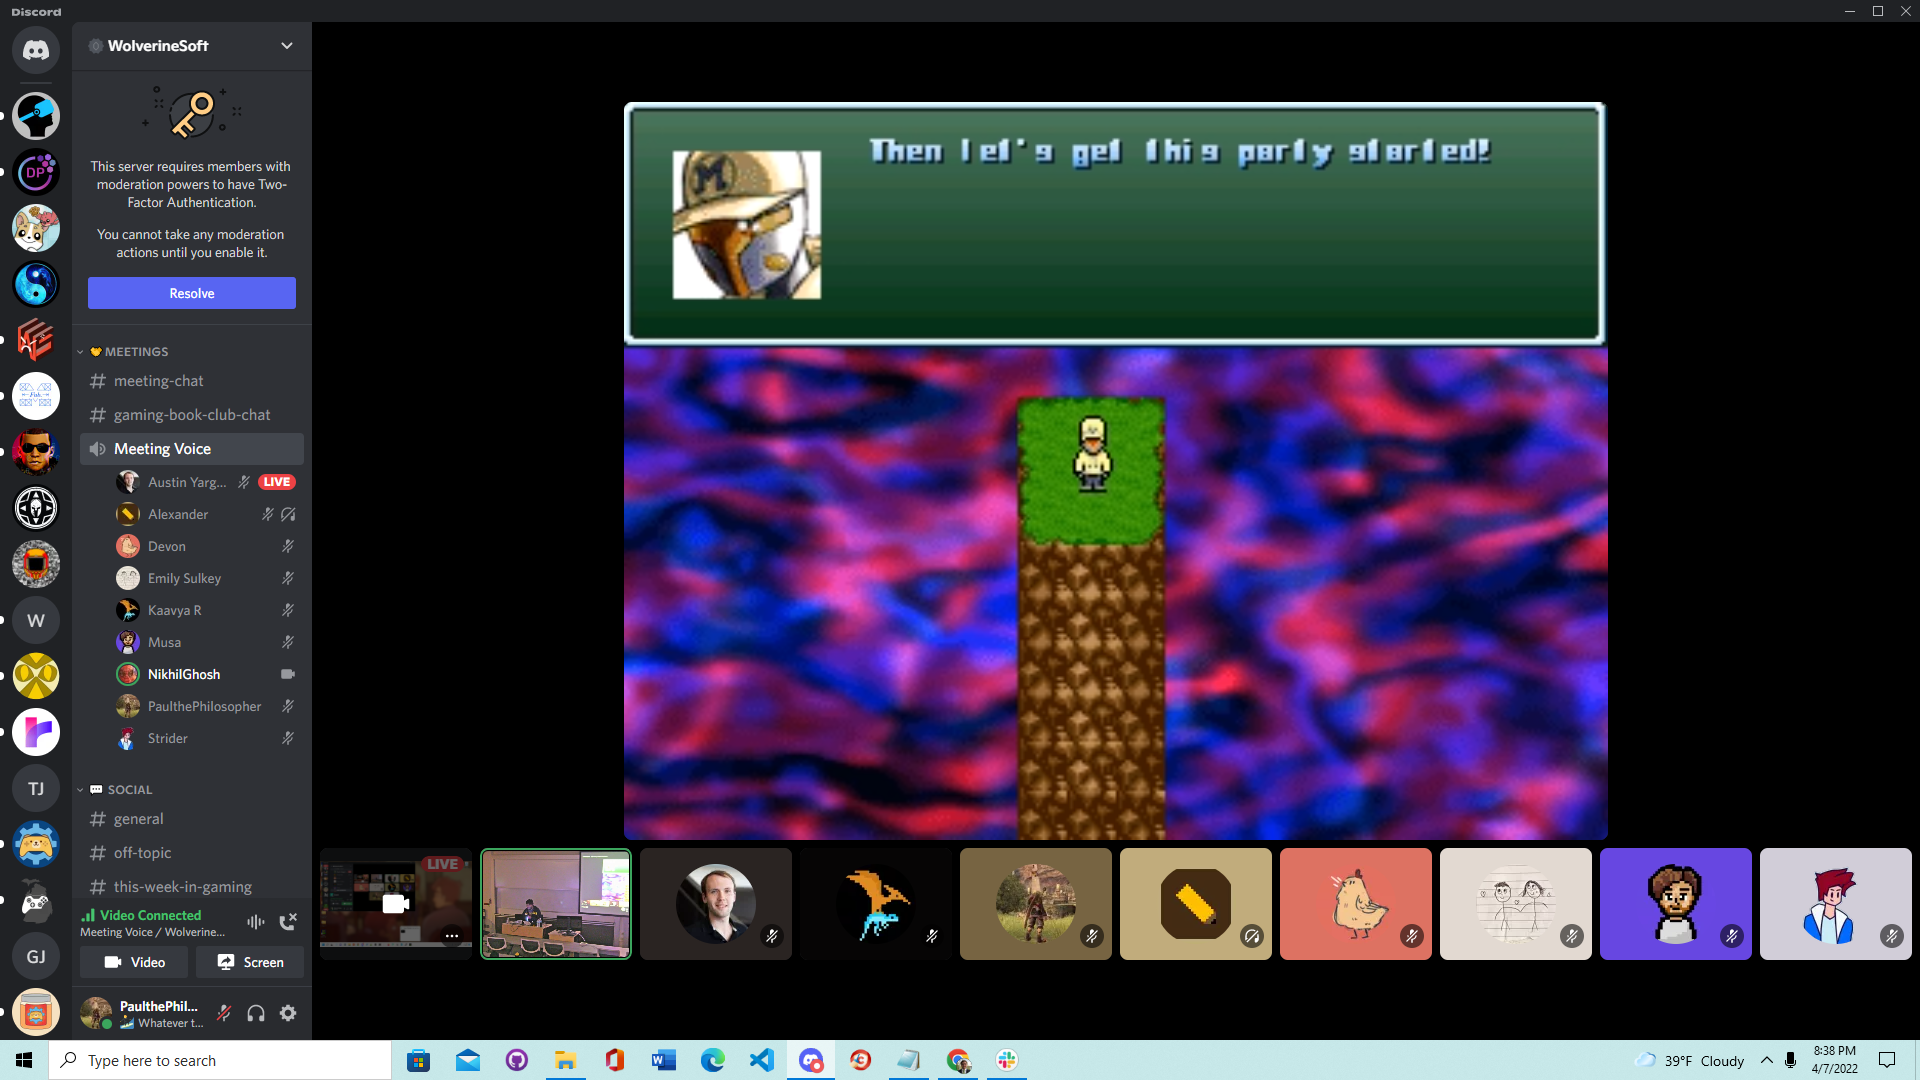 Discord
WolverineSoft
This server requires members with
moderation powers to have Two-
Factor Authentication.
You cannot take any moderation
actions until you enable it.
Resolve
MEETINGS
meeting-chat
gaming-book-club-chat
Meeting Voice
Austin Yarg...
LIVE
Alexander
Devon
Emily Sulkey
Kaavya R
Musa
NikhilGhosh
PaulthePhilosopher
Strider
SOCIAL
general
off-topic
this-week-in-gaming
Video Connected
Meeting Voice / Wolverine...
Video
Screen
PaulthePhil...
Whatever t...
DP
W
TJ
GJ
Then let's get this party started!
M
LIVE
Type here to search
39°F Cloudy
8:38 PM
4/7/2022